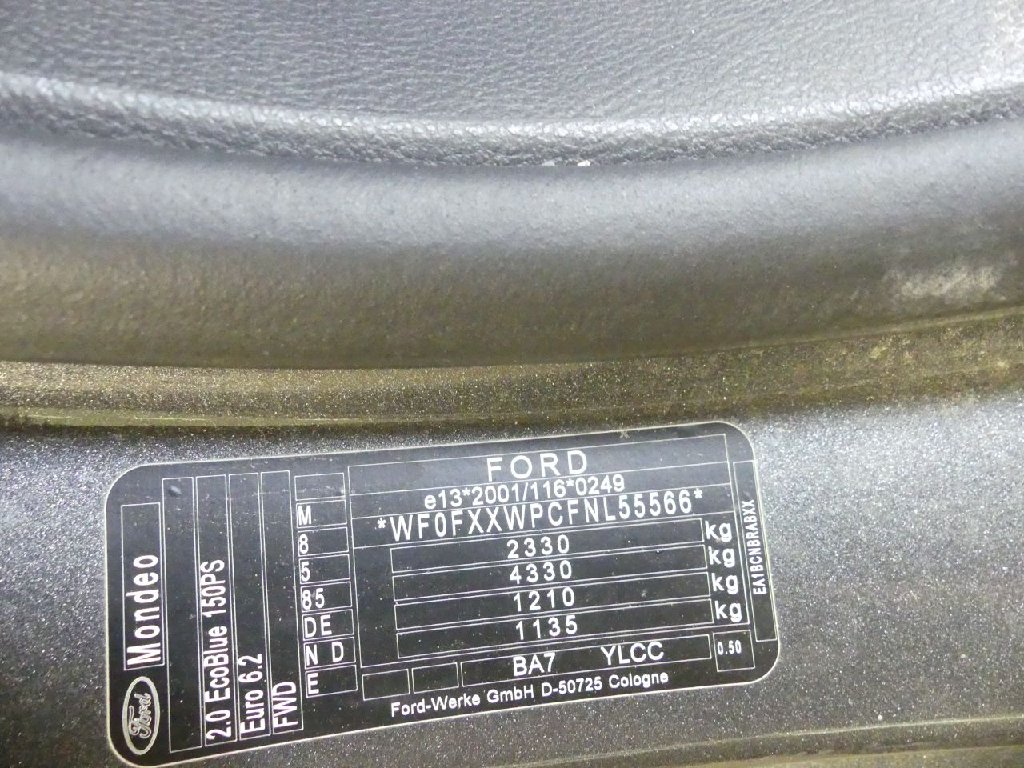 FORD
e13*2001/116*0249
*WF0FXXWPCFNL55566*
2330 kg
4330 kg
1210 kg
1135 kg
BA7 YLCC
0.50
Ford-Werke GmbH D-50725 Cologne
M
8
5
85
DE
N D
E
Ford
Mondeo
2.0 EcoBlue 150PS
Euro 6.2
FWD
EA1BCNBRABXX